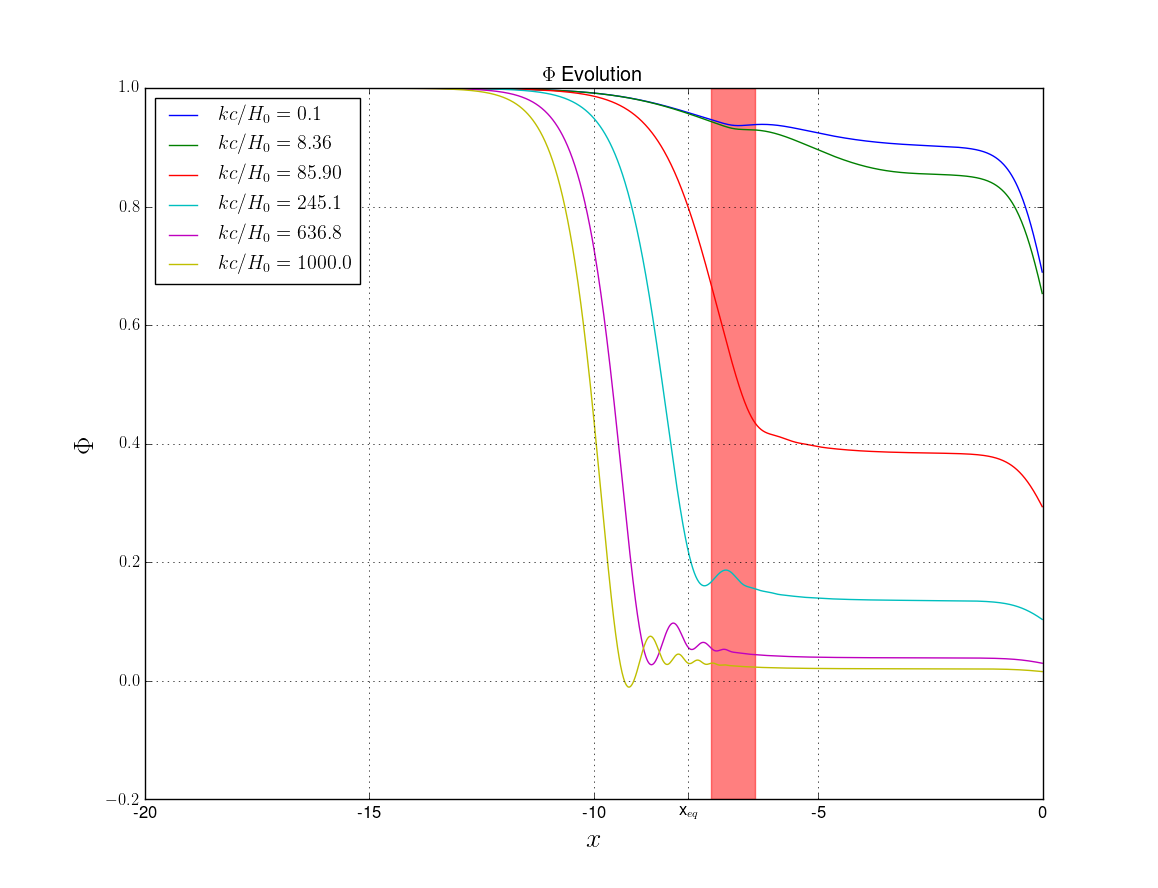 Φ Evolution
1.0
0.8
0.6
0.4
0.2
0.0
−0.2
Φ
kc/H₀ = 0.1
kc/H₀ = 8.36
kc/H₀ = 85.90
kc/H₀ = 245.1
kc/H₀ = 636.8
kc/H₀ = 1000.0
-20 -15 -10 x_eq -5 0
x